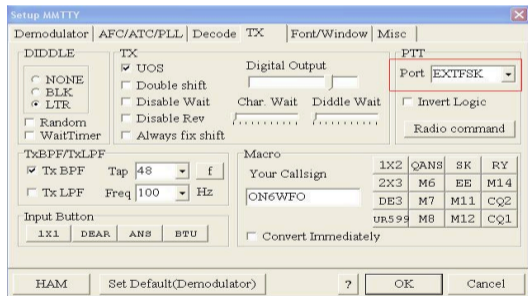 Setup MMTTY
Demodulator AFC/ATC/PLL Decode TX Font/Window Misc
DIDDLE
NONE
BLK
LTR
Random
WaitTimer
TX
UOS
Double shift
Disable Wait
Disable Rev
Always fix shift
Digital Output
Char. Wait Diddle Wait
PTT
Port EXTFSK
Invert Logic
Radio command
TxBPF/TxLPF
Tx BPF Tap 48 f
Tx LPF Freq 100 Hz
Input Button
1X1 DEAR ANS BTU
Macro
Your Callsign
ON6WFO
Convert Immediately
1X2 QANS SK RY
2X3 M6 EE M14
DE3 M7 M11 CQ2
UR599 M8 M12 CQ1
HAM Set Default(Demodulator) ? OK Cancel